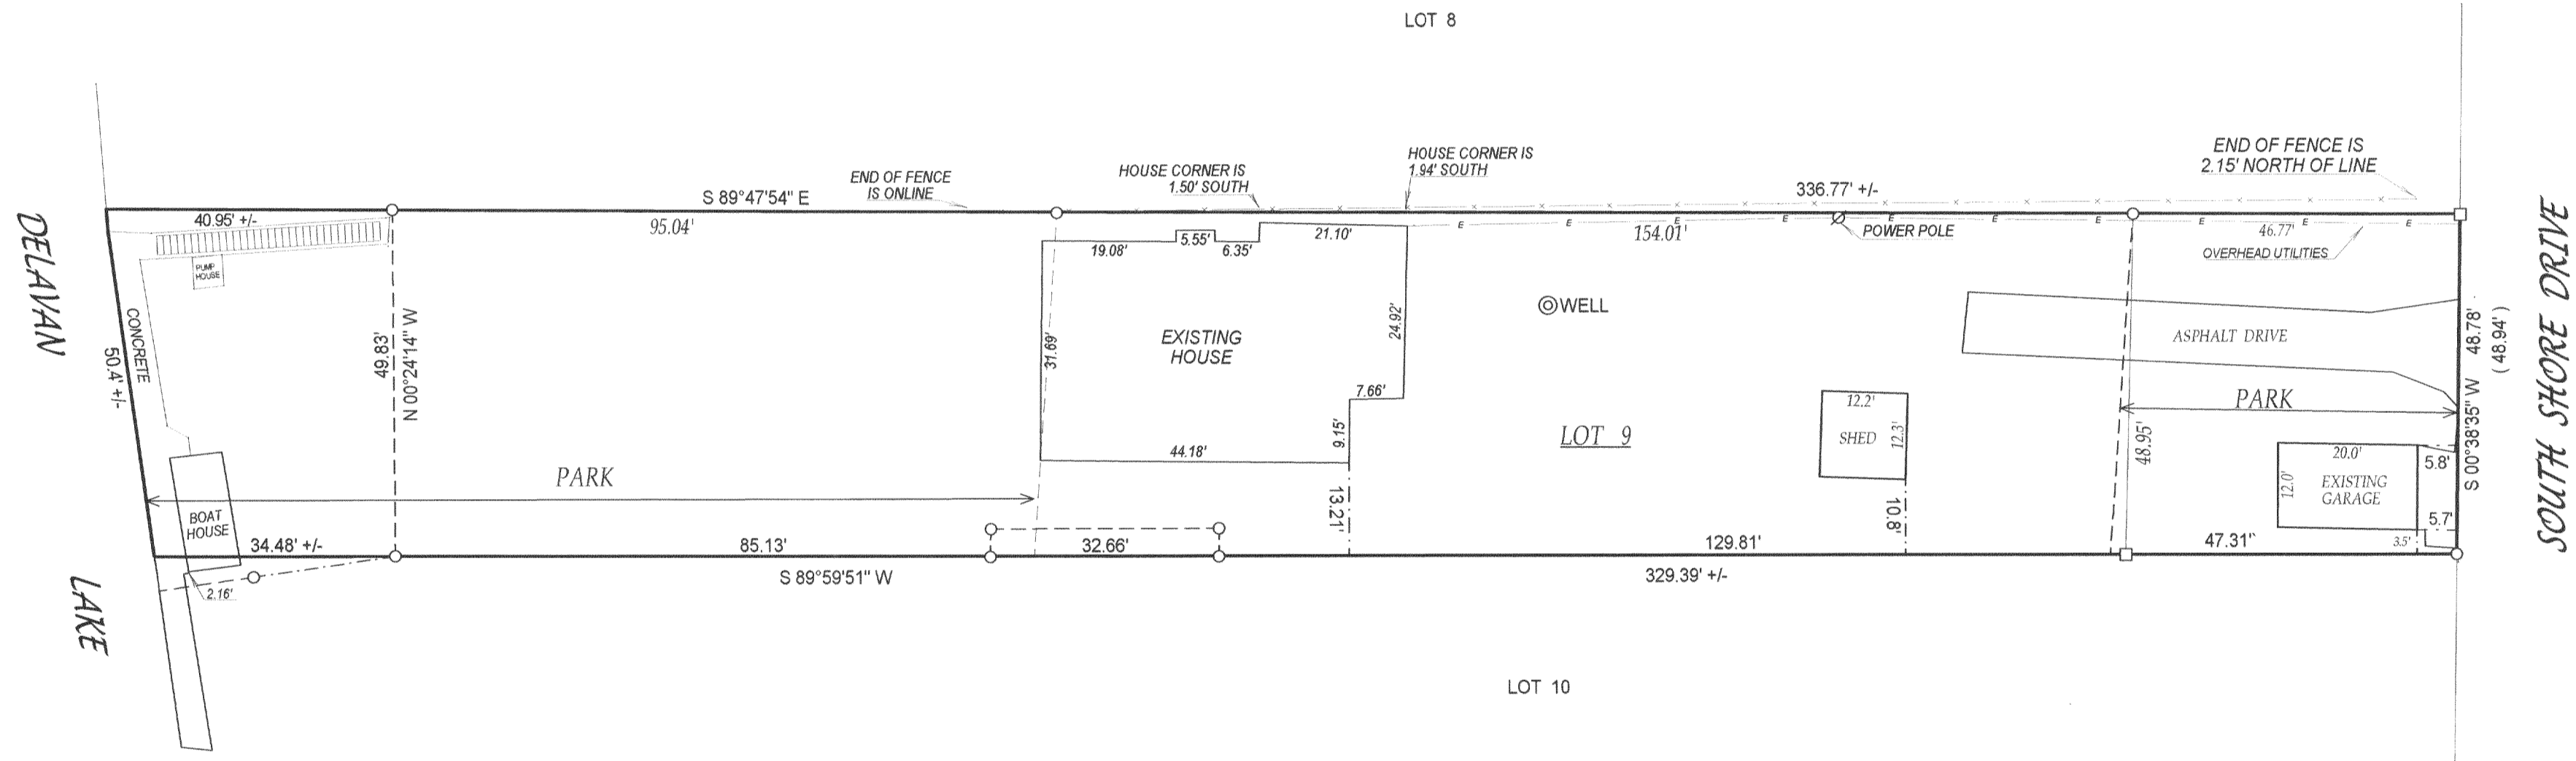 LOT 8
END OF FENCE IS
2.15' NORTH OF LINE
HOUSE CORNER IS
1.94' SOUTH
HOUSE CORNER IS
1.50' SOUTH
END OF FENCE
IS ONLINE
S 89°47'54" E
336.77' +/-
40.95' +/-
95.04'
19.08'
5.55'
6.35'
21.10'
154.01'
E E E E E E E E E E
POWER POLE
46.77'
OVERHEAD UTILITIES
PUMP
HOUSE
DELAVAN
LAKE
CONCRETE
50.4' +/-
49.83'
N 00°24'14" W
31.69'
EXISTING
HOUSE
24.92'
WELL
7.66'
9.15'
44.18'
13.21'
LOT 9
12.2'
SHED
12.3'
10.8'
ASPHALT DRIVE
PARK
48.95'
20.0'
12.0'
EXISTING
GARAGE
5.8'
5.7'
3.5'
S 00°38'35" W 48.78'
( 48.94' )
SOUTH SHORE DRIVE
PARK
BOAT
HOUSE
34.48' +/-
85.13'
32.66'
129.81'
47.31'
2.16'
S 89°59'51" W
329.39' +/-
LOT 10